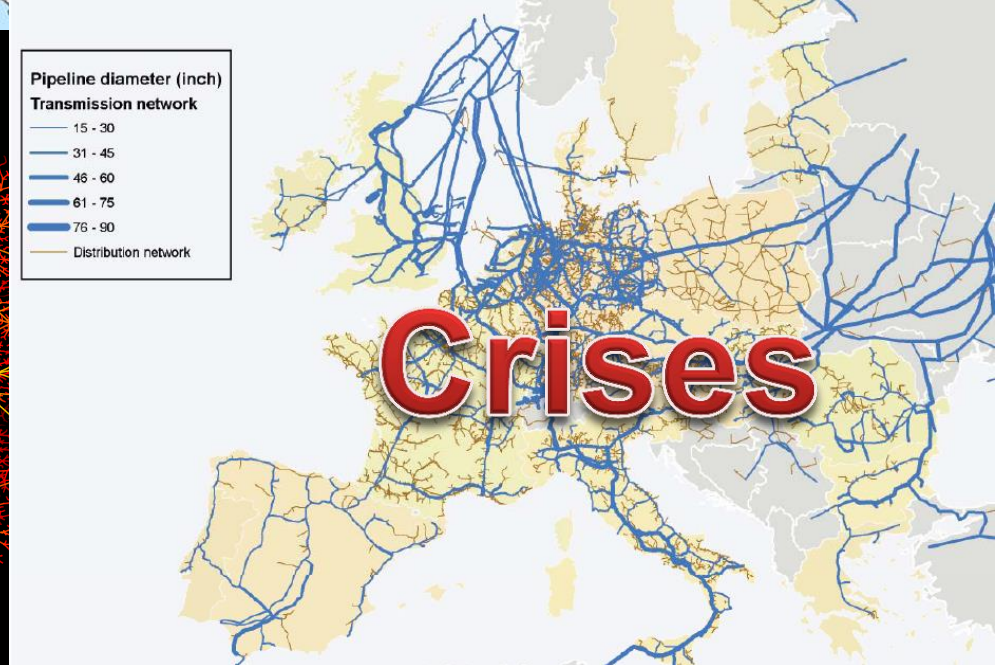 Pipeline diameter (inch)
Transmission network
15 - 30
31 - 45
46 - 60
61 - 75
76 - 90
Distribution network
Crises